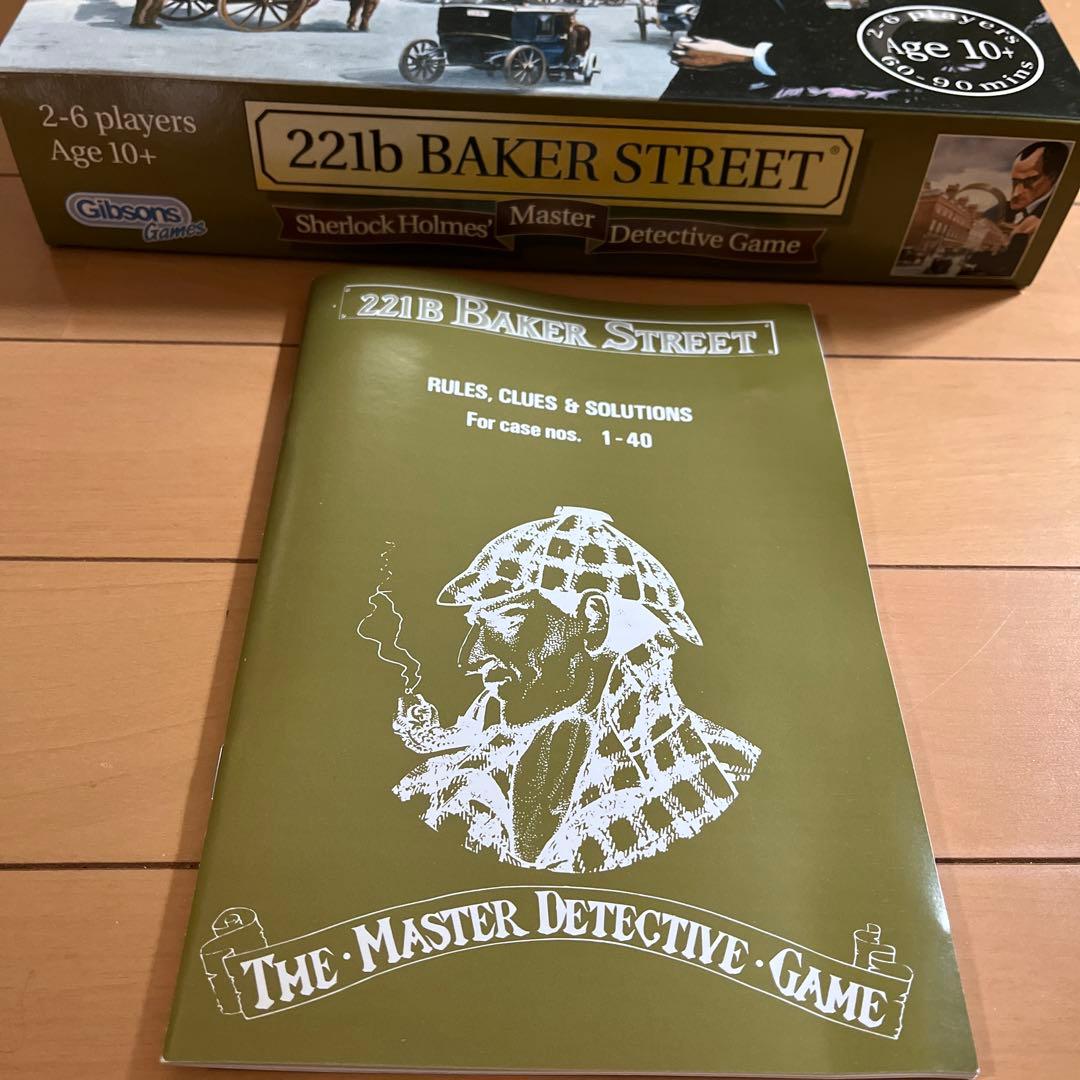 2-6 players
Age 10+
60-90 mins
2-6 players
Age 10+
Gibsons
Games
221b BAKER STREET®
Sherlock Holmes' Master Detective Game
221B BAKER STREET
RULES, CLUES & SOLUTIONS
For case nos. 1-40
THE · MASTER DETECTIVE · GAME